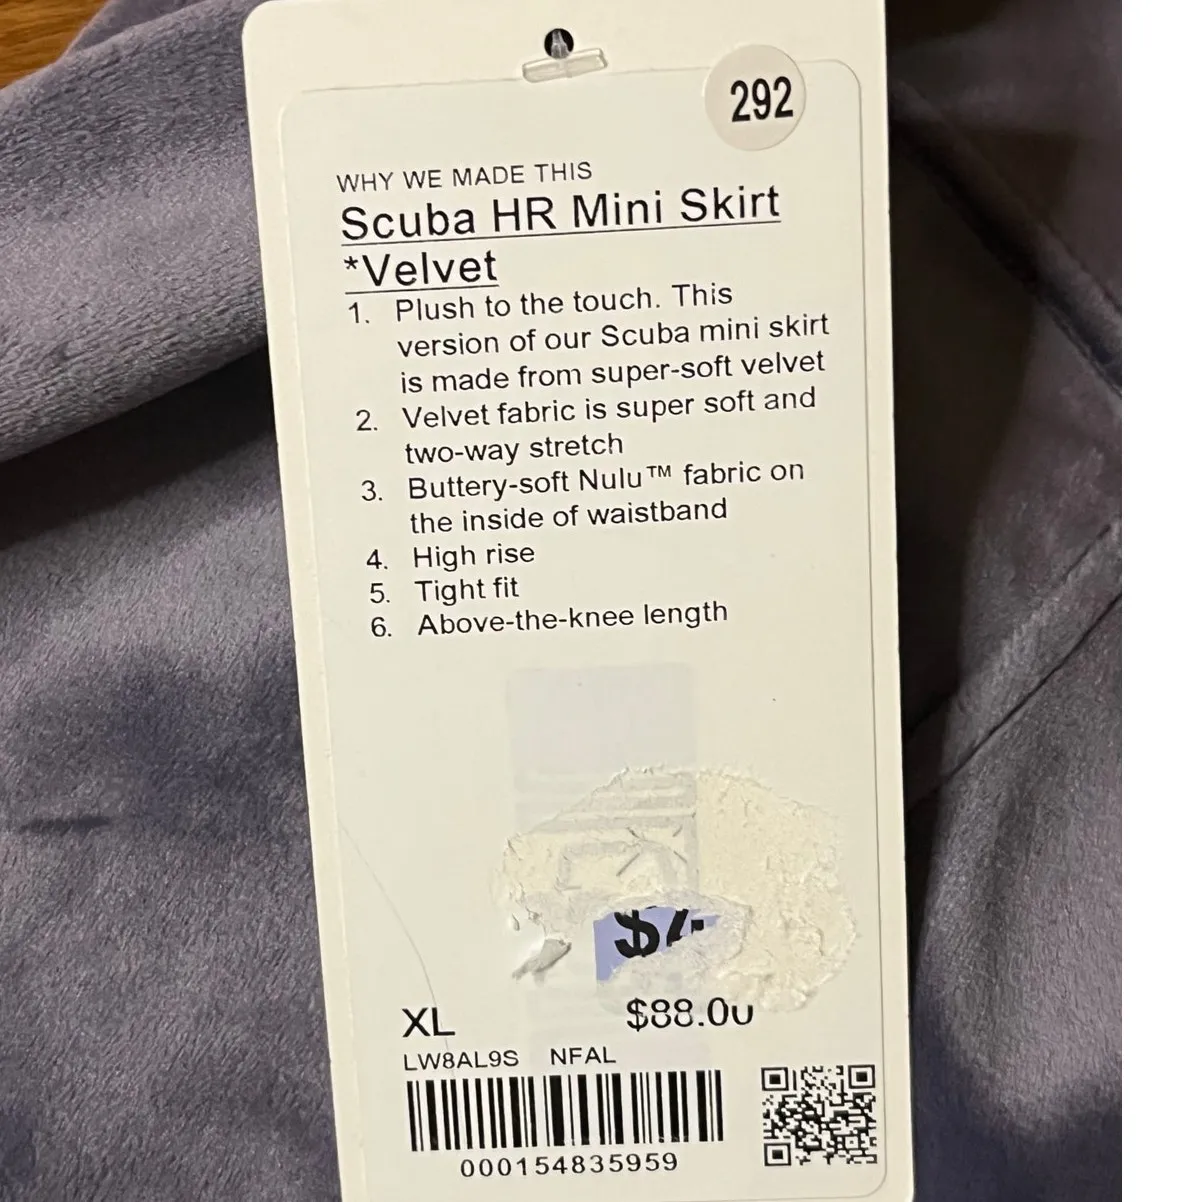 292
WHY WE MADE THIS
Scuba HR Mini Skirt
*Velvet
1. Plush to the touch. This
version of our Scuba mini skirt
is made from super-soft velvet
2. Velvet fabric is super soft and
two-way stretch
3. Buttery-soft Nulu™ fabric on
the inside of waistband
4. High rise
5. Tight fit
6. Above-the-knee length
XL $88.00
LW8AL9S NFAL
000154835959